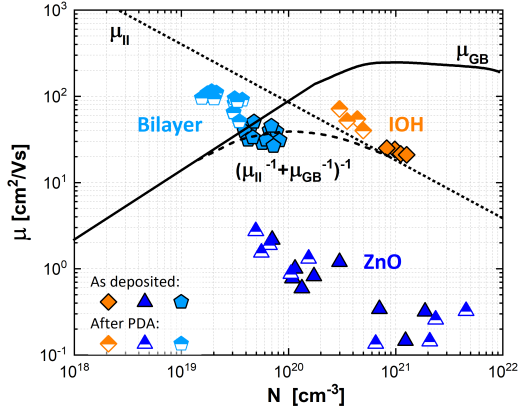 10³
μ_II
μ_GB
10²
Bilayer
IOH
(μ_II⁻¹+μ_GB⁻¹)⁻¹
10¹
μ [cm²/Vs]
ZnO
10⁰
As deposited:
After PDA:
10⁻¹
10¹⁸ 10¹⁹ 10²⁰ 10²¹ 10²²
N [cm⁻³]